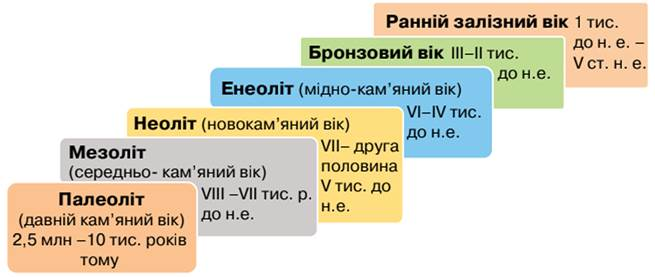 Ранній залізний вік 1 тис.
до н. е. –
V ст. н. е.
Бронзовий вік III–II тис.
до н.е.
Енеоліт (мідно-кам'яний вік)
VI–IV тис.
до н.е.
Неоліт (новокам'яний вік)
VII– друга
половина
V тис. до
н.е.
Мезоліт
(середньо- кам'яний вік)
VIII –VII тис. р.
до н.е.
Палеоліт
(давній кам'яний вік)
2,5 млн –10 тис. років
тому